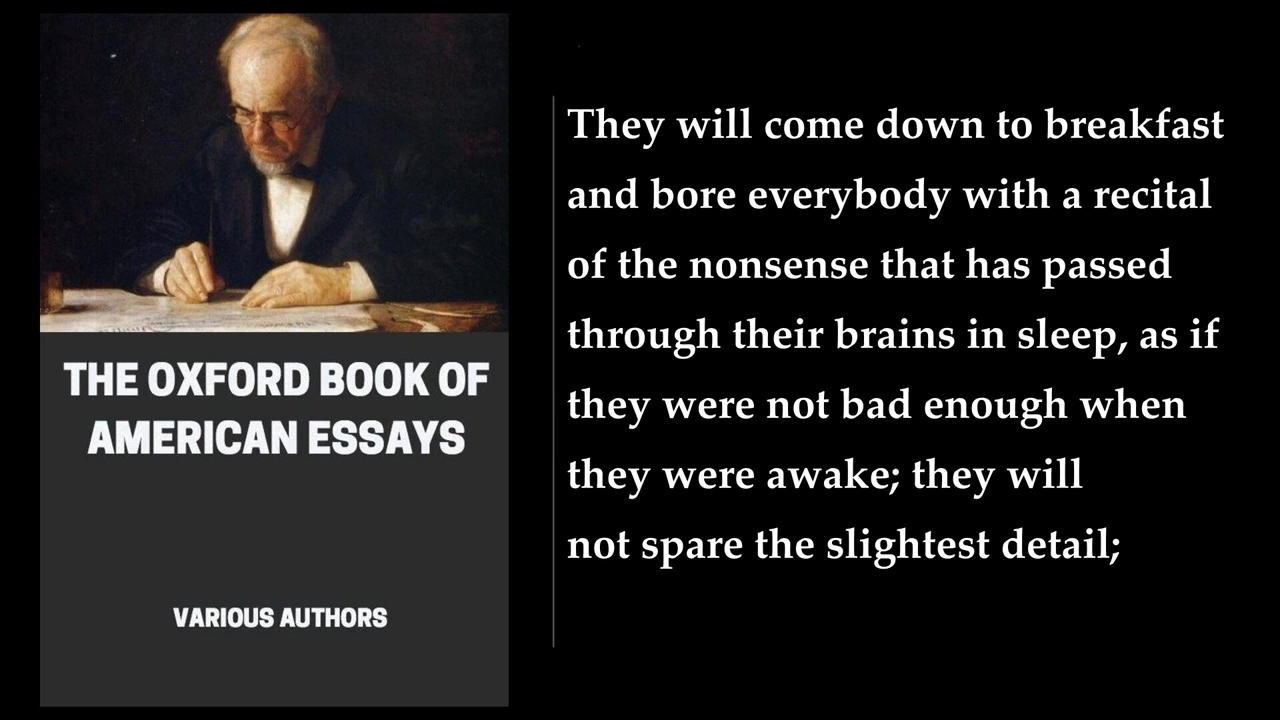 THE OXFORD BOOK OF
AMERICAN ESSAYS
VARIOUS AUTHORS
They will come down to breakfast
and bore everybody with a recital
of the nonsense that has passed
through their brains in sleep, as if
they were not bad enough when
they were awake; they will
not spare the slightest detail;